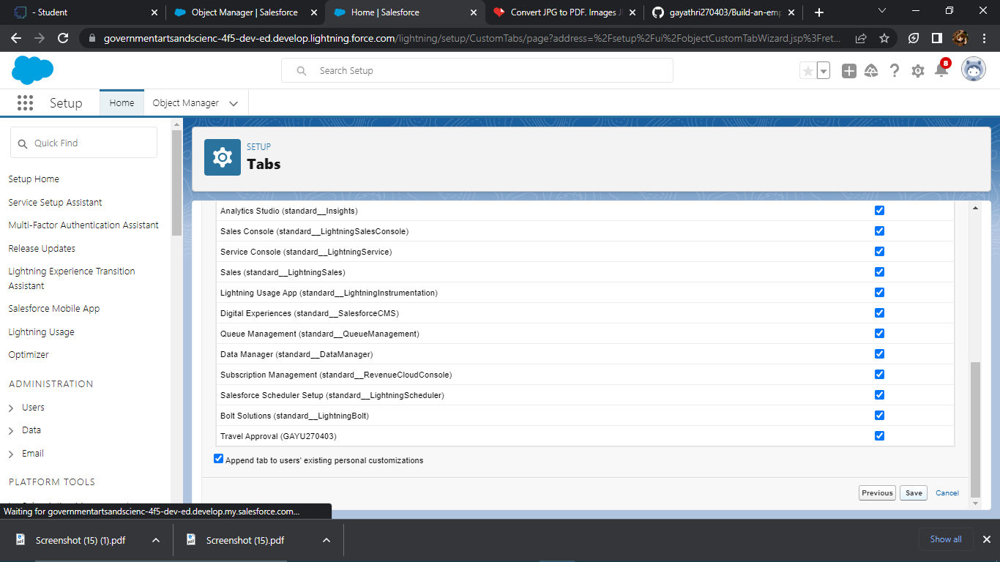 - Student
Object Manager | Salesforce
Home | Salesforce
Convert JPG to PDF. Images J
gayathri270403/Build-an-emp
governmentartsandscienc-4f5-dev-ed.develop.lightning.force.com/lightning/setup/CustomTabs/page?address=%2Fsetup%2Fui%2FobjectCustomTabWizard.jsp%3Fret...
Search Setup
8
Setup
Home
Object Manager
Quick Find
Setup Home
Service Setup Assistant
Multi-Factor Authentication Assistant
Release Updates
Lightning Experience Transition
Assistant
Salesforce Mobile App
Lightning Usage
Optimizer
ADMINISTRATION
Users
Data
Email
PLATFORM TOOLS
SETUP
Tabs
Analytics Studio (standard__Insights)
Sales Console (standard__LightningSalesConsole)
Service Console (standard__LightningService)
Sales (standard__LightningSales)
Lightning Usage App (standard__LightningInstrumentation)
Digital Experiences (standard__SalesforceCMS)
Queue Management (standard__QueueManagement)
Data Manager (standard__DataManager)
Subscription Management (standard__RevenueCloudConsole)
Salesforce Scheduler Setup (standard__LightningScheduler)
Bolt Solutions (standard__LightningBolt)
Travel Approval (GAYU270403)
Append tab to users' existing personal customizations
Previous
Save
Cancel
Waiting for governmentartsandscienc-4f5-dev-ed.develop.my.salesforce.com...
Screenshot (15) (1).pdf
Screenshot (15).pdf
Show all